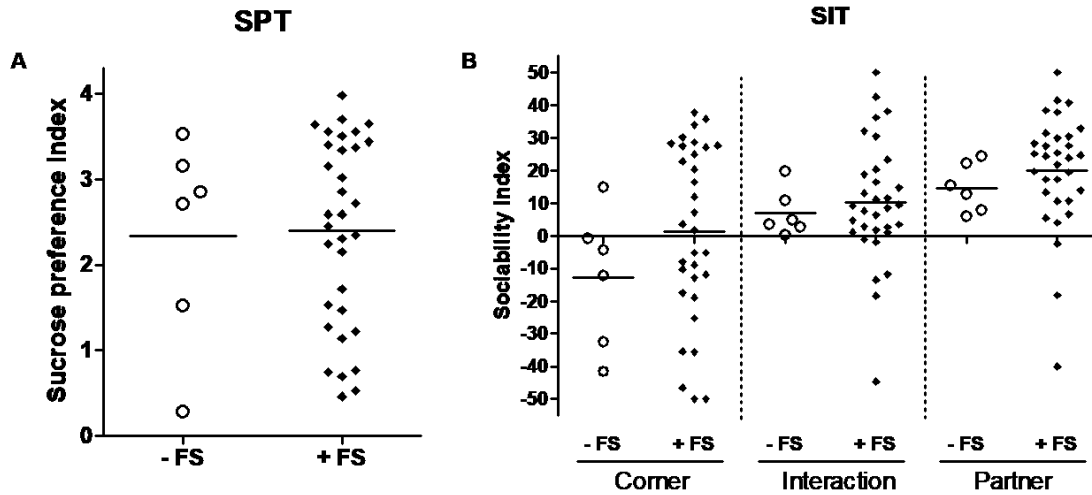 SPT
A
Sucrose preference Index
4
3
2
1
0
- FS
+ FS
SIT
B
Sociability Index
50
40
30
20
10
0
-10
-20
-30
-40
-50
- FS + FS - FS + FS - FS + FS
Corner Interaction Partner